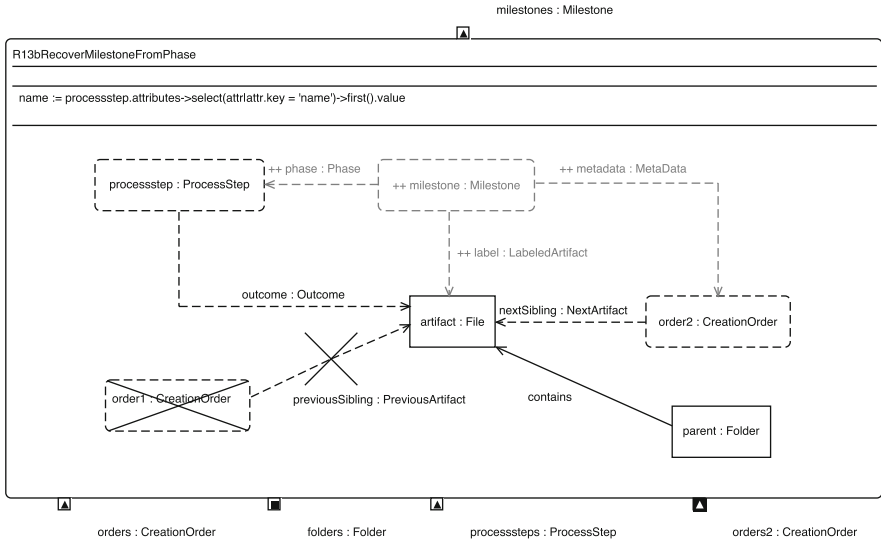 milestones : Milestone
R13bRecoverMilestoneFromPhase
name := processstep.attributes->select(attr|attr.key = 'name')->first().value
++ phase : Phase
++ metadata : MetaData
processstep : ProcessStep
++ milestone : Milestone
++ label : LabeledArtifact
outcome : Outcome
nextSibling : NextArtifact
artifact : File
order2 : CreationOrder
order1 : CreationOrder
previousSibling : PreviousArtifact
contains
parent : Folder
orders : CreationOrder
folders : Folder
processsteps : ProcessStep
orders2 : CreationOrder